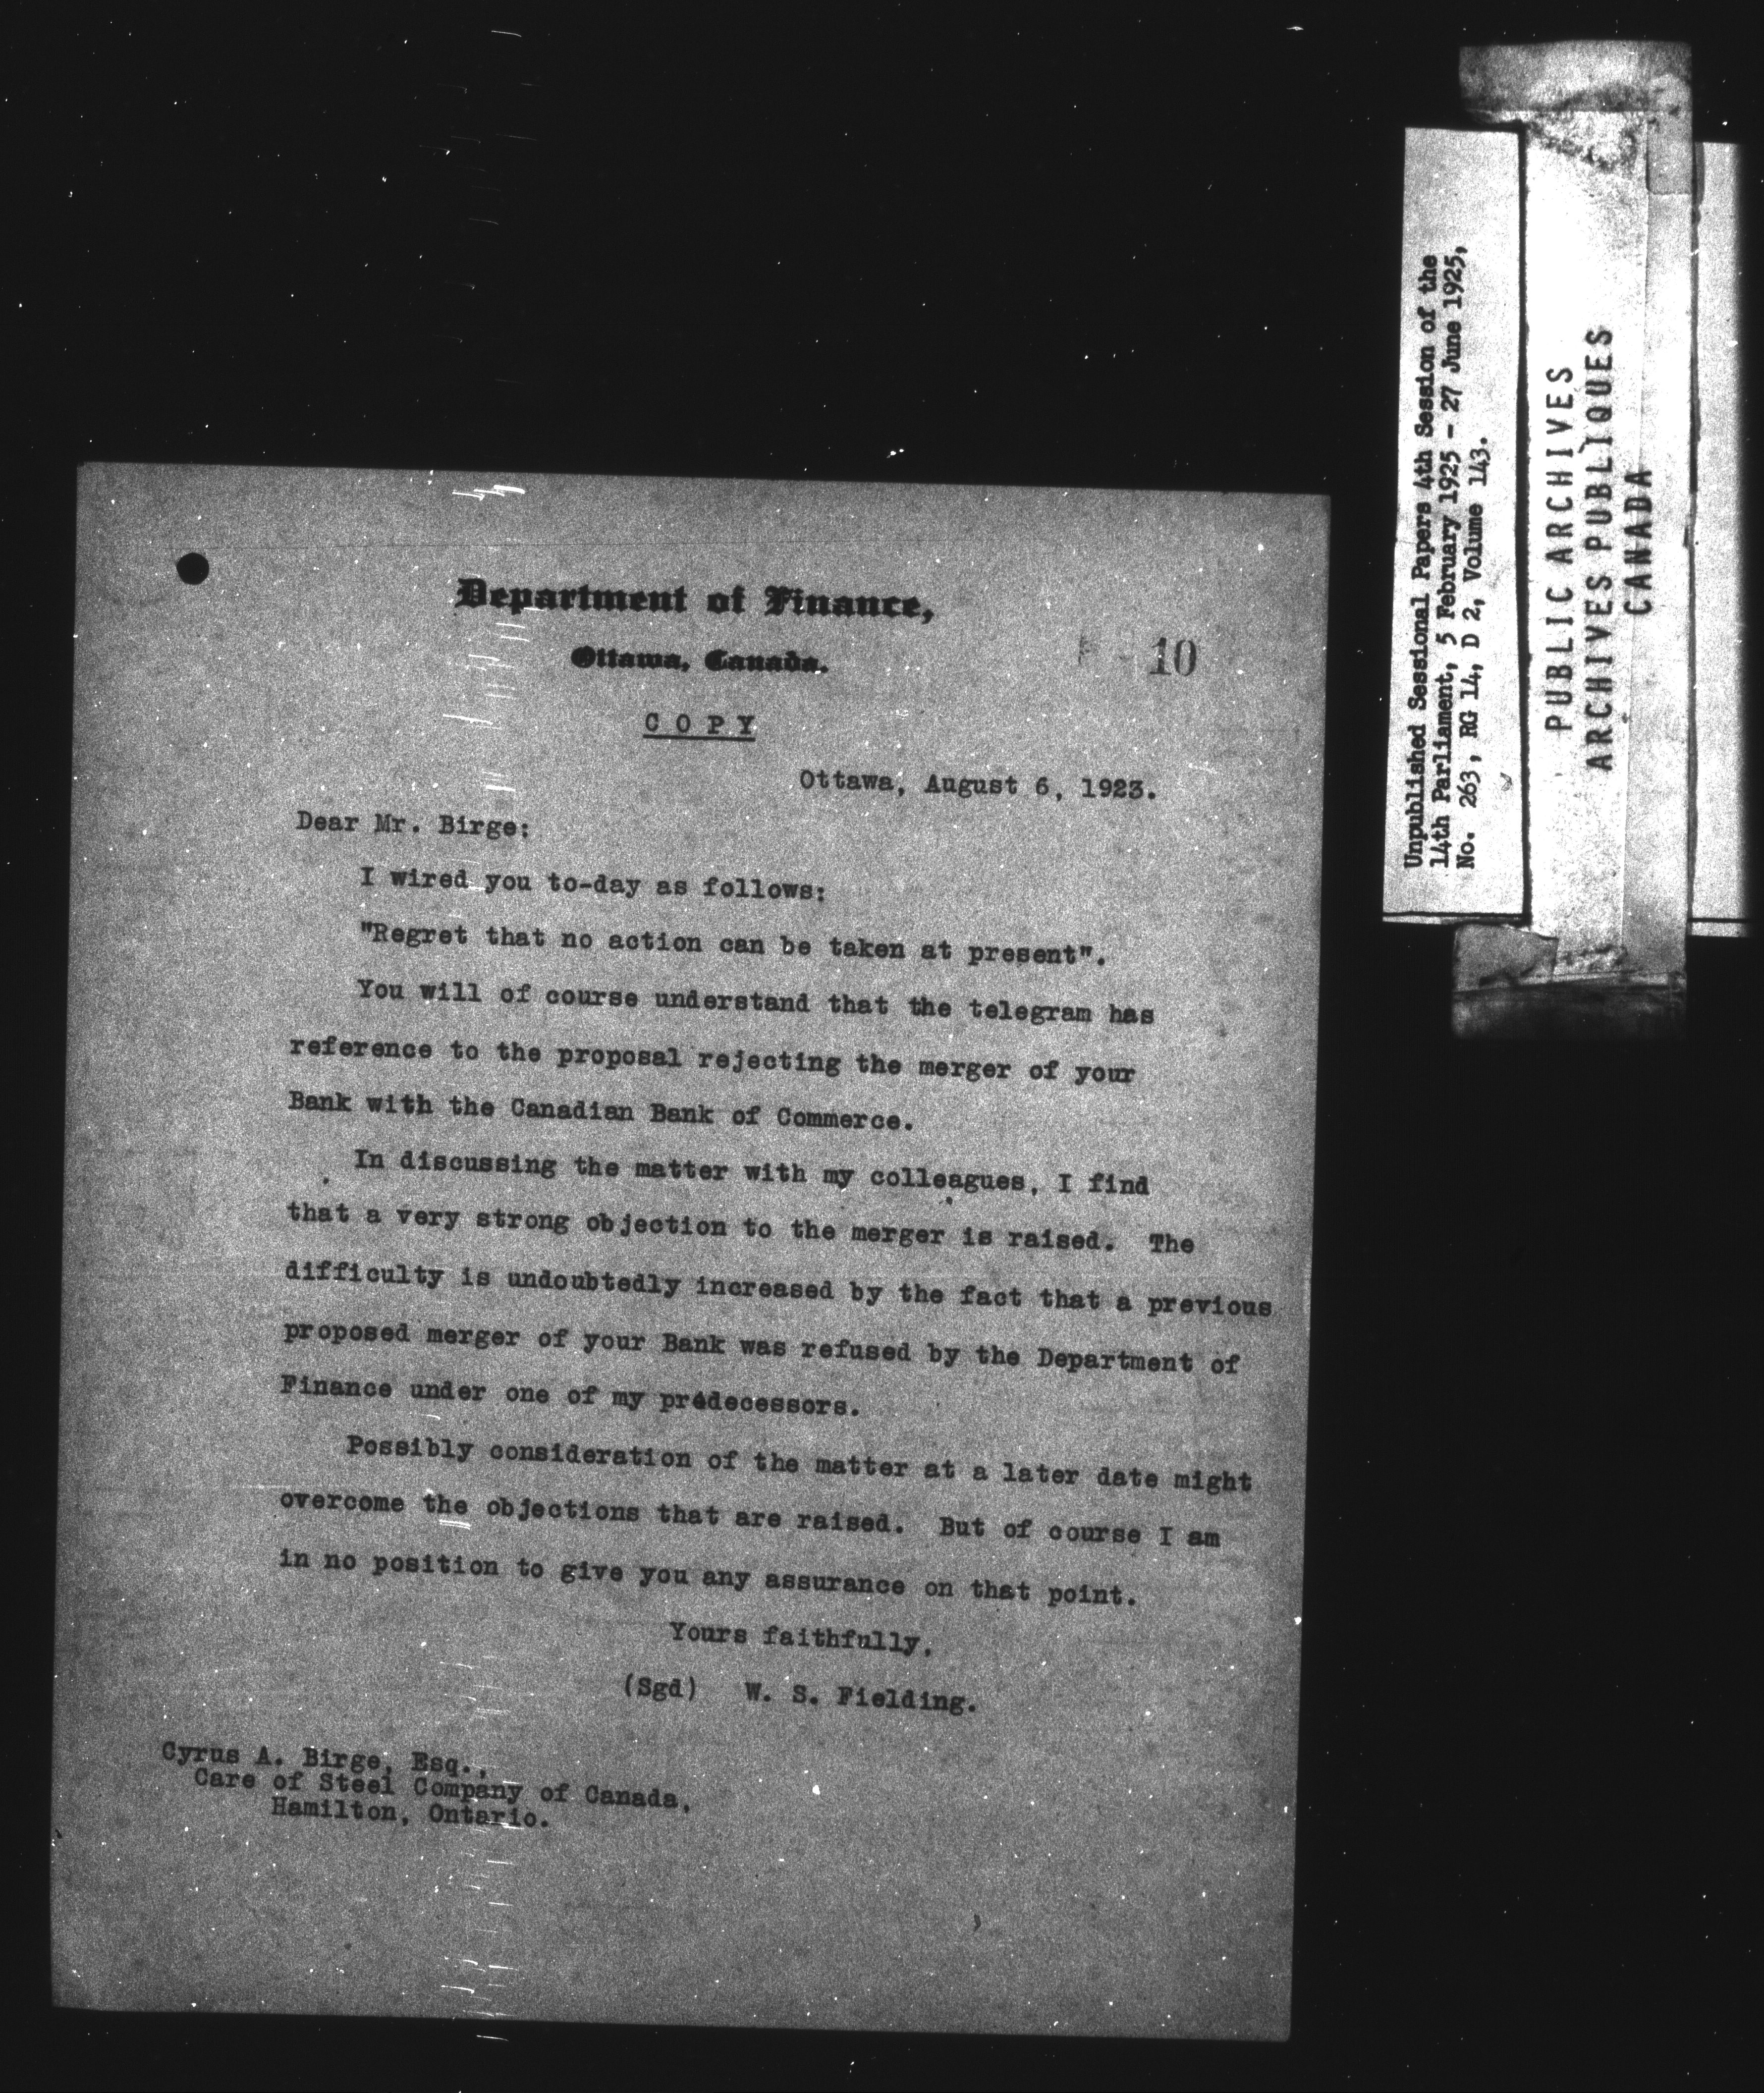 Department of Finance,
Ottawa, Canada.
10
COPY
Ottawa, August 6, 1923.
Dear Mr. Birge:
I wired you to-day as follows:
"Regret that no action can be taken at present".
You will of course understand that the telegram has
reference to the proposal rejecting the merger of your
Bank with the Canadian Bank of Commerce.
In discussing the matter with my colleagues, I find
that a very strong objection to the merger is raised. The
difficulty is undoubtedly increased by the fact that a previous
proposed merger of your Bank was refused by the Department of
Finance under one of my predecessors.
Possibly consideration of the matter at a later date might
overcome the objections that are raised. But of course I am
in no position to give you any assurance on that point.
Yours faithfully,
(Sgd) W. S. Fielding.
Cyrus A. Birge, Esq.,
Care of Steel Company of Canada,
Hamilton, Ontario.
Unpublished Sessional Papers 4th Session of the
14th Parliament, 5 February 1925 - 27 June 1925,
No. 263, RG 14, D 2, Volume 143.
PUBLIC ARCHIVES
ARCHIVES PUBLIQUES
CANADA